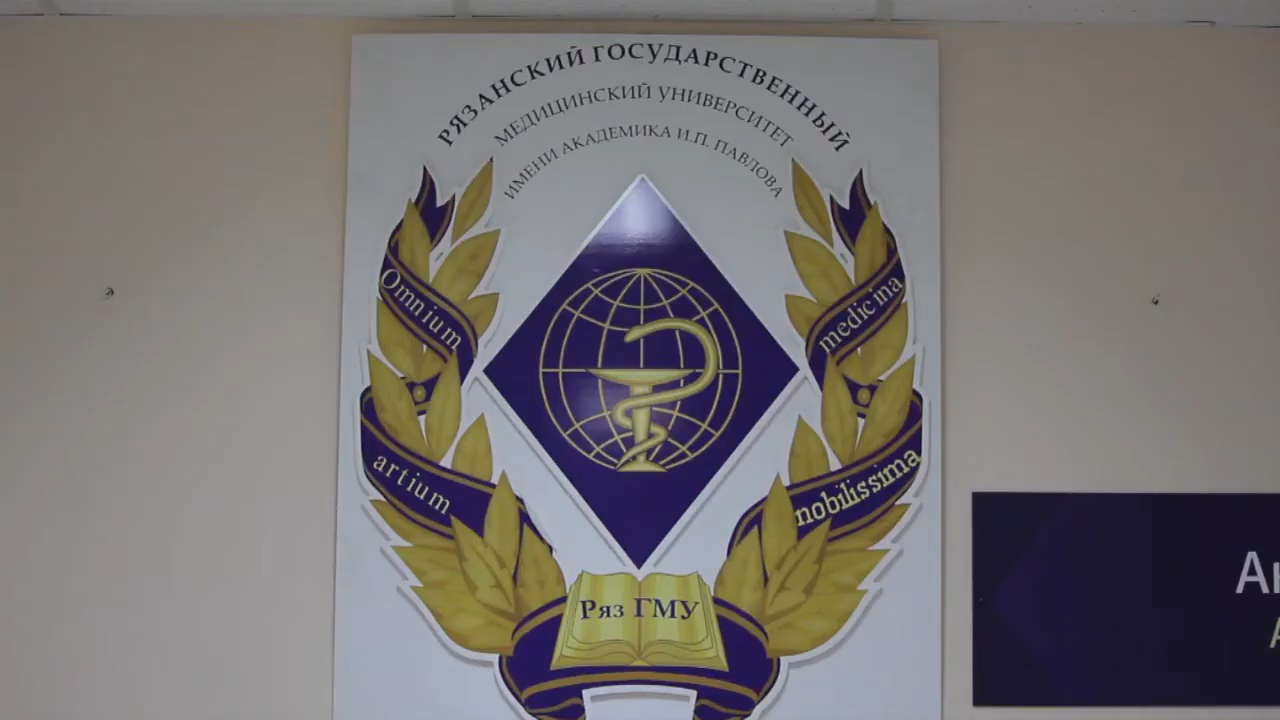 РЯЗАНСКИЙ ГОСУДАРСТВЕННЫЙ
МЕДИЦИНСКИЙ УНИВЕРСИТЕТ
ИМЕНИ АКАДЕМИКА И.П. ПАВЛОВА
Omnium
medicina
artium
nobilissima
Ряз ГМУ